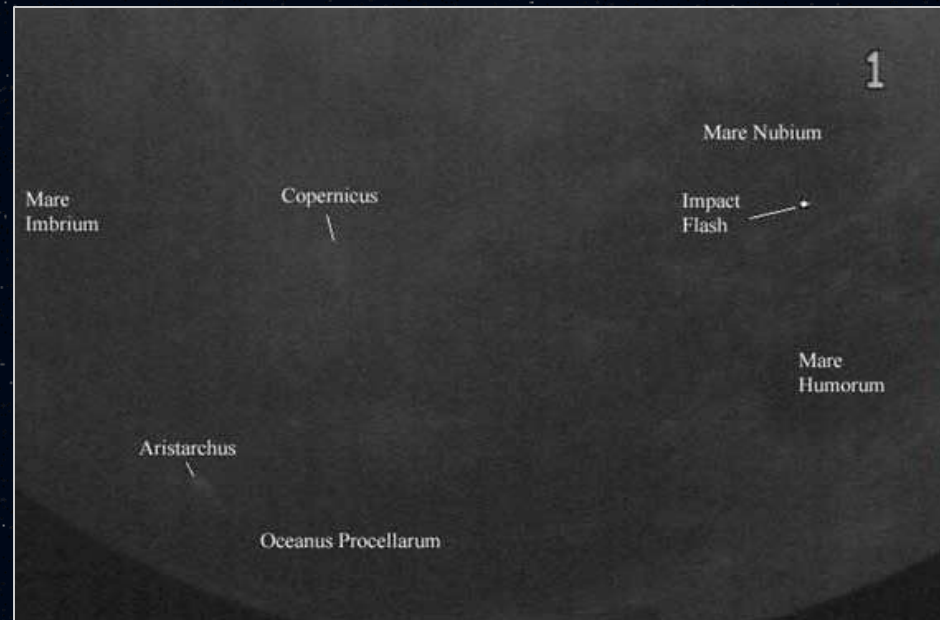 1
Mare Nubium
Mare
Imbrium
Copernicus
Impact
Flash
Mare
Humorum
Aristarchus
Oceanus Procellarum